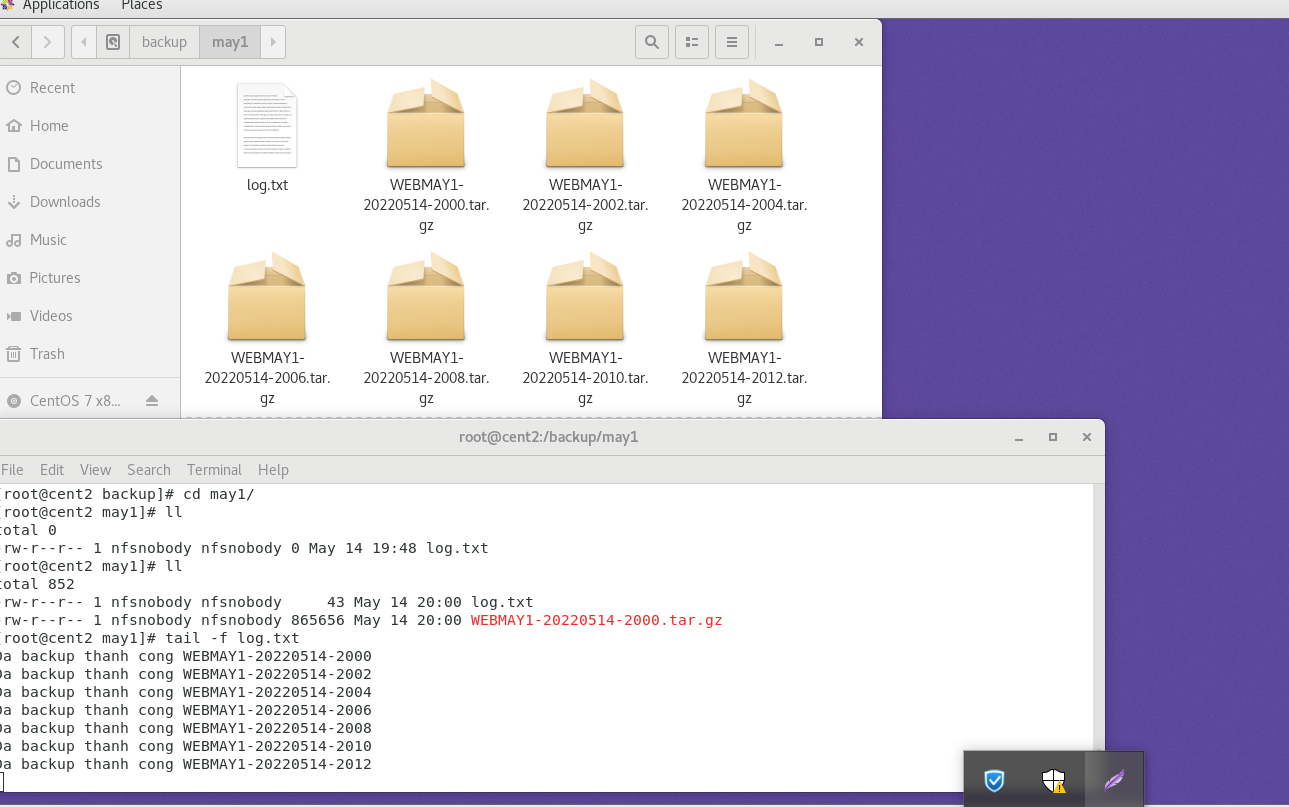 Applications Places
backup may1
Recent
Home
Documents
Downloads
Music
Pictures
Videos
Trash
CentOS 7 x8...
log.txt
WEBMAY1-
20220514-2000.tar.
gz
WEBMAY1-
20220514-2002.tar.
gz
WEBMAY1-
20220514-2004.tar.
gz
WEBMAY1-
20220514-2006.tar.
gz
WEBMAY1-
20220514-2008.tar.
gz
WEBMAY1-
20220514-2010.tar.
gz
WEBMAY1-
20220514-2012.tar.
gz
root@cent2:/backup/may1
File Edit View Search Terminal Help
[root@cent2 backup]# cd may1/
[root@cent2 may1]# ll
total 0
-rw-r--r-- 1 nfsnobody nfsnobody 0 May 14 19:48 log.txt
[root@cent2 may1]# ll
total 852
-rw-r--r-- 1 nfsnobody nfsnobody     43 May 14 20:00 log.txt
-rw-r--r-- 1 nfsnobody nfsnobody 865656 May 14 20:00 WEBMAY1-20220514-2000.tar.gz
[root@cent2 may1]# tail -f log.txt
Da backup thanh cong WEBMAY1-20220514-2000
Da backup thanh cong WEBMAY1-20220514-2002
Da backup thanh cong WEBMAY1-20220514-2004
Da backup thanh cong WEBMAY1-20220514-2006
Da backup thanh cong WEBMAY1-20220514-2008
Da backup thanh cong WEBMAY1-20220514-2010
Da backup thanh cong WEBMAY1-20220514-2012